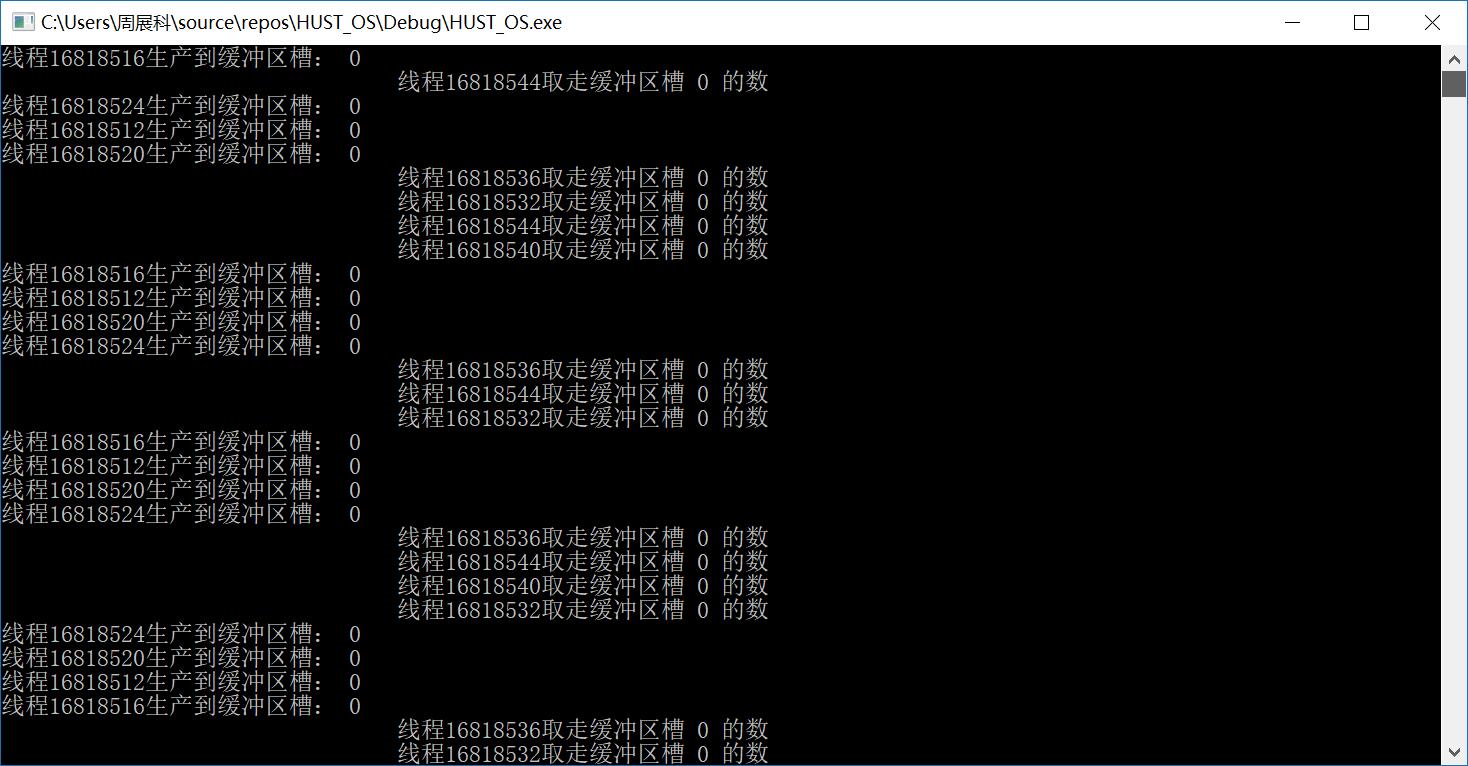 C:\Users\周展科\source\repos\HUST_OS\Debug\HUST_OS.exe
线程16818516生产到缓冲区槽： 0
线程16818544取走缓冲区槽 0 的数
线程16818524生产到缓冲区槽： 0
线程16818512生产到缓冲区槽： 0
线程16818520生产到缓冲区槽： 0
线程16818536取走缓冲区槽 0 的数
线程16818532取走缓冲区槽 0 的数
线程16818544取走缓冲区槽 0 的数
线程16818540取走缓冲区槽 0 的数
线程16818516生产到缓冲区槽： 0
线程16818512生产到缓冲区槽： 0
线程16818520生产到缓冲区槽： 0
线程16818524生产到缓冲区槽： 0
线程16818536取走缓冲区槽 0 的数
线程16818544取走缓冲区槽 0 的数
线程16818532取走缓冲区槽 0 的数
线程16818516生产到缓冲区槽： 0
线程16818512生产到缓冲区槽： 0
线程16818520生产到缓冲区槽： 0
线程16818524生产到缓冲区槽： 0
线程16818536取走缓冲区槽 0 的数
线程16818544取走缓冲区槽 0 的数
线程16818540取走缓冲区槽 0 的数
线程16818532取走缓冲区槽 0 的数
线程16818524生产到缓冲区槽： 0
线程16818520生产到缓冲区槽： 0
线程16818512生产到缓冲区槽： 0
线程16818516生产到缓冲区槽： 0
线程16818536取走缓冲区槽 0 的数
线程16818532取走缓冲区槽 0 的数